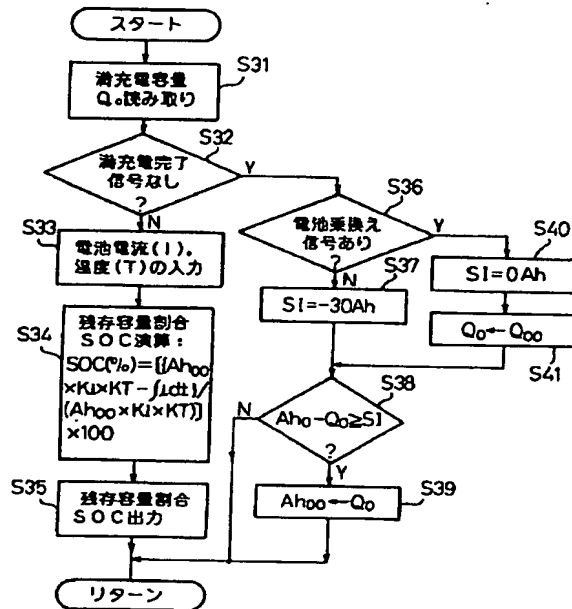 スタート
満充電容量
Q₀読み取り
S31
満充電完了
信号なし
?
S32
Y
N
S33
電池電流(I),
温度(T)の入力
S34
残存容量割合
SOC演算:
SOC(%)=[{Ah₀₀
×KI×KT-∫idt}/
(Ah₀₀×KI×KT)]
×100
S35
残存容量割合
SOC出力
リターン
S36
電池乗換え
信号あり
?
Y
N
S37
SI=-30Ah
S40
SI=0Ah
Q₀←Q₀₀
S41
S38
Ah₀-Q₀≧SI
?
N
Y
S39
Ah₀₀←Q₀